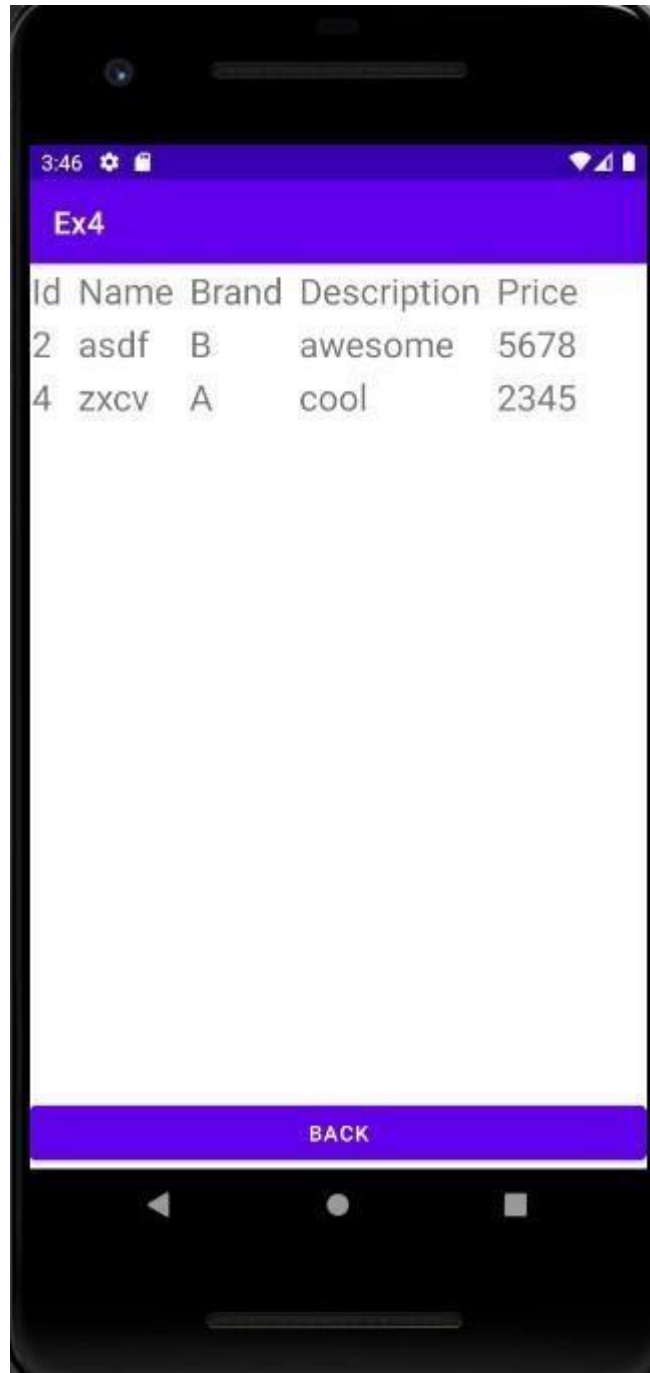 3:46
Ex4
Id Name Brand Description Price
2 asdf B awesome 5678
4 zxcv A cool 2345
BACK